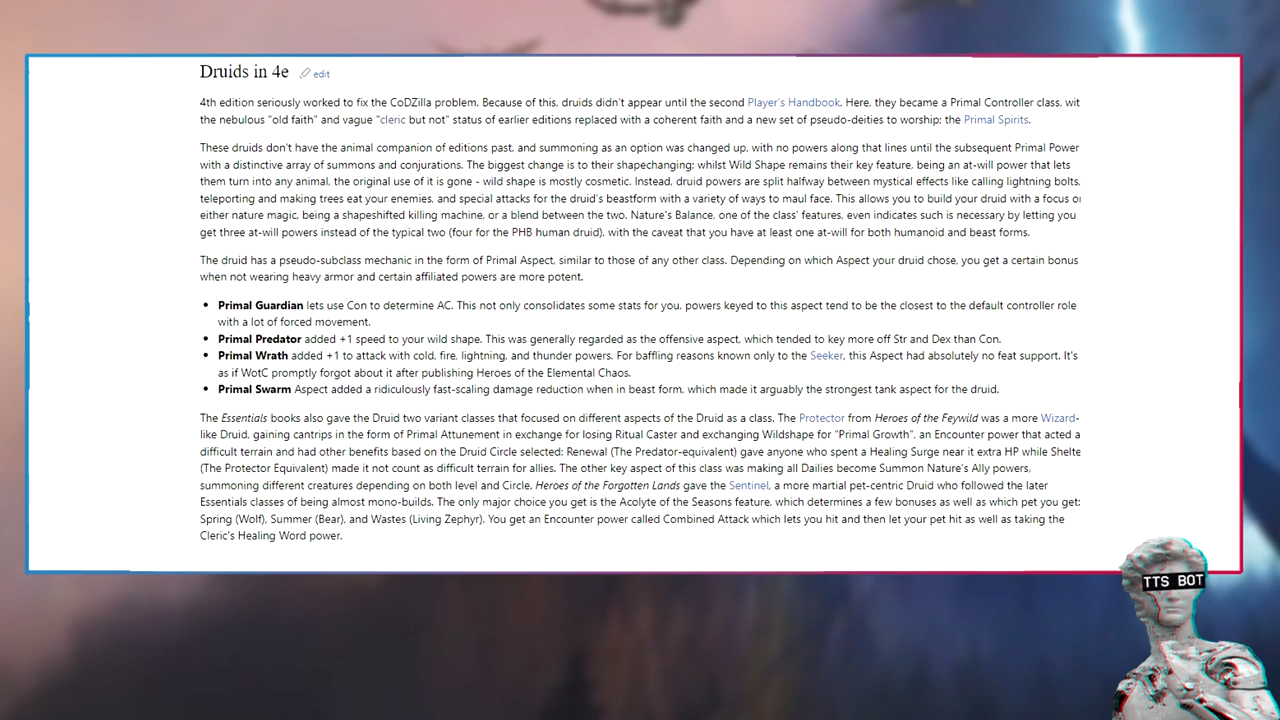 Druids in 4e edit
4th edition seriously worked to fix the CoDZilla problem. Because of this, druids didn't appear until the second Player's Handbook. Here, they became a Primal Controller class, wit
the nebulous "old faith" and vague "cleric but not" status of earlier editions replaced with a coherent faith and a new set of pseudo-deities to worship; the Primal Spirits.
These druids don't have the animal companion of editions past, and summoning as an option was changed up, with no powers along that lines until the subsequent Primal Power
with a distinctive array of summons and conjurations. The biggest change is to their shapechanging; whilst Wild Shape remains their key feature, being an at-will power that lets
them turn into any animal, the original use of it is gone - wild shape is mostly cosmetic. Instead, druid powers are split halfway between mystical effects like calling lightning bolts,
teleporting and making trees eat your enemies, and special attacks for the druid's beastform with a variety of ways to maul face. This allows you to build your druid with a focus o
either nature magic, being a shapeshifted killing machine, or a blend between the two. Nature's Balance, one of the class' features, even indicates such is necessary by letting you
get three at-will powers instead of the typical two (four for the PHB human druid), with the caveat that you have at least one at-will for both humanoid and beast forms.
The druid has a pseudo-subclass mechanic in the form of Primal Aspect, similar to those of any other class. Depending on which Aspect your druid chose, you get a certain bonus
when not wearing heavy armor and certain affiliated powers are more potent.
• Primal Guardian lets use Con to determine AC. This not only consolidates some stats for you, powers keyed to this aspect tend to be the closest to the default controller role
with a lot of forced movement.
• Primal Predator added +1 speed to your wild shape. This was generally regarded as the offensive aspect, which tended to key more off Str and Dex than Con.
• Primal Wrath added +1 to attack with cold, fire, lightning, and thunder powers. For baffling reasons known only to the Seeker, this Aspect had absolutely no feat support. It's
as if WotC promptly forgot about it after publishing Heroes of the Elemental Chaos.
• Primal Swarm Aspect added a ridiculously fast-scaling damage reduction when in beast form, which made it arguably the strongest tank aspect for the druid.
The Essentials books also gave the Druid two variant classes that focused on different aspects of the Druid as a class. The Protector from Heroes of the Feywild was a more Wizard-
like Druid, gaining cantrips in the form of Primal Attunement in exchange for losing Ritual Caster and exchanging Wildshape for "Primal Growth", an Encounter power that acted a
difficult terrain and had other benefits based on the Druid Circle selected: Renewal (The Predator-equivalent) gave anyone who spent a Healing Surge near it extra HP while Shelte
(The Protector Equivalent) made it not count as difficult terrain for allies. The other key aspect of this class was making all Dailies become Summon Nature's Ally powers,
summoning different creatures depending on both level and Circle. Heroes of the Forgotten Lands gave the Sentinel, a more martial pet-centric Druid who followed the later
Essentials classes of being almost mono-builds. The only major choice you get is the Acolyte of the Seasons feature, which determines a few bonuses as well as which pet you get:
Spring (Wolf), Summer (Bear), and Wastes (Living Zephyr). You get an Encounter power called Combined Attack which lets you hit and then let your pet hit as well as taking the
Cleric's Healing Word power.
TTS BOT